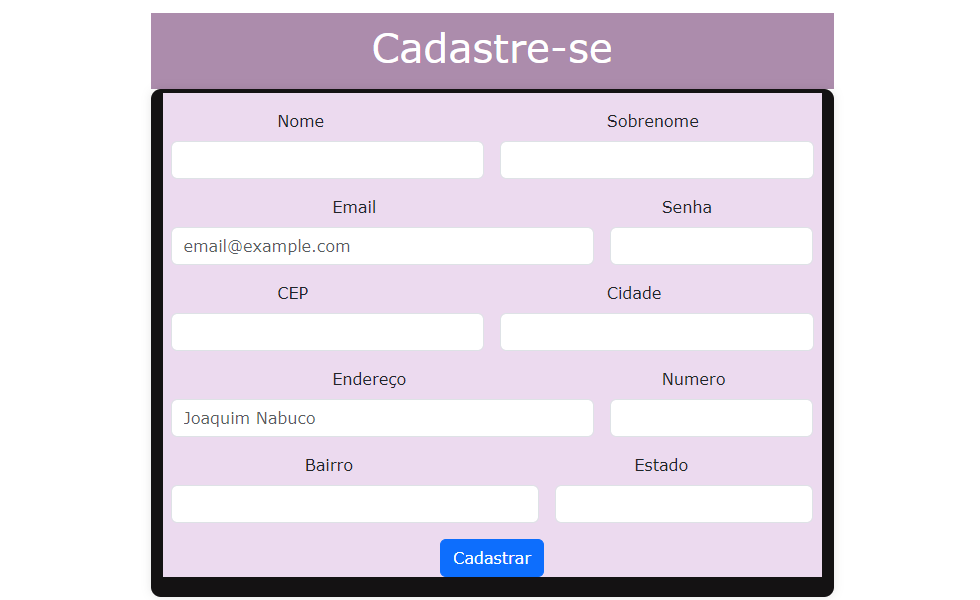 Cadastre-se
Nome Sobrenome
Email Senha
email@example.com
CEP Cidade
Endereço Numero
Joaquim Nabuco
Bairro Estado
Cadastrar